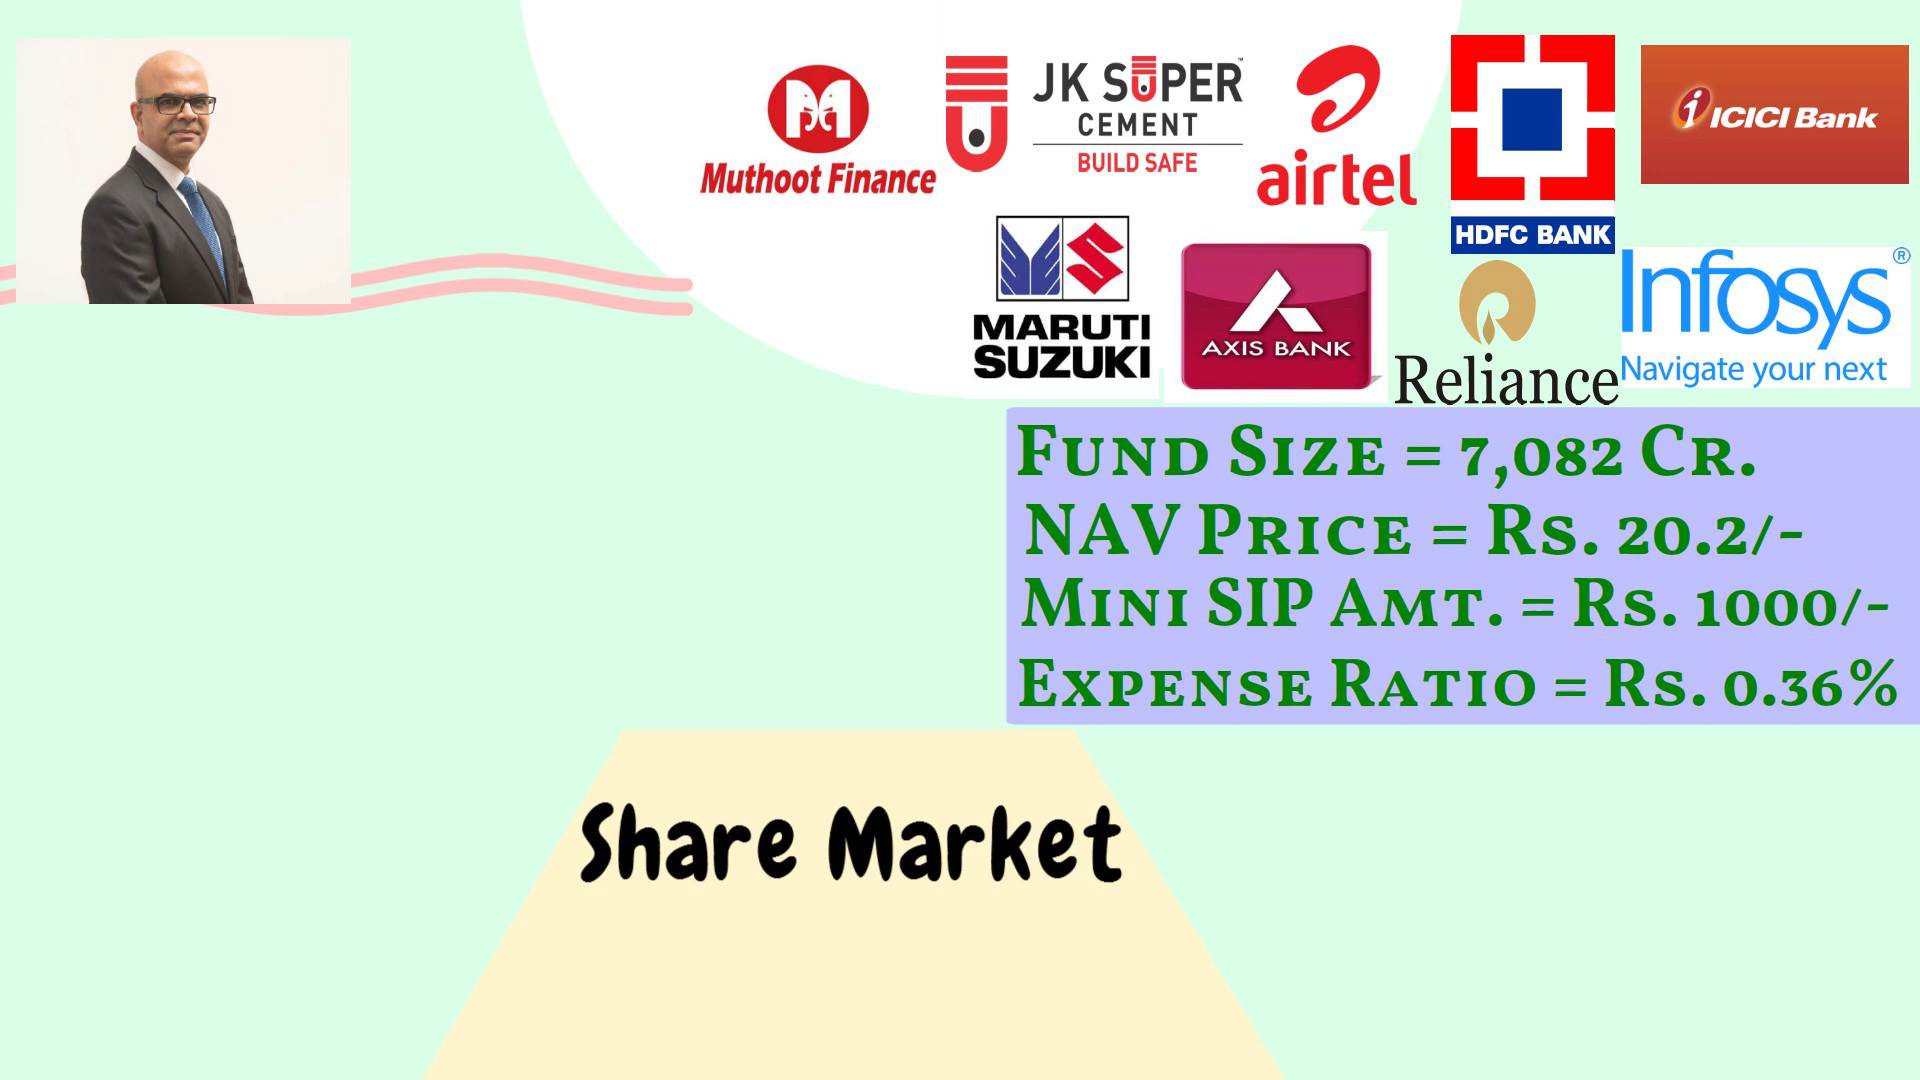 Muthoot Finance
JK SUPER
CEMENT
BUILD SAFE
™
airtel
HDFC BANK
ICICI Bank
MARUTI
SUZUKI
AXIS BANK
Reliance
Infosys®
Navigate your next
Fund Size = 7,082 Cr.
NAV Price = Rs. 20.2/-
Mini SIP Amt. = Rs. 1000/-
Expense Ratio = Rs. 0.36%
Share Market